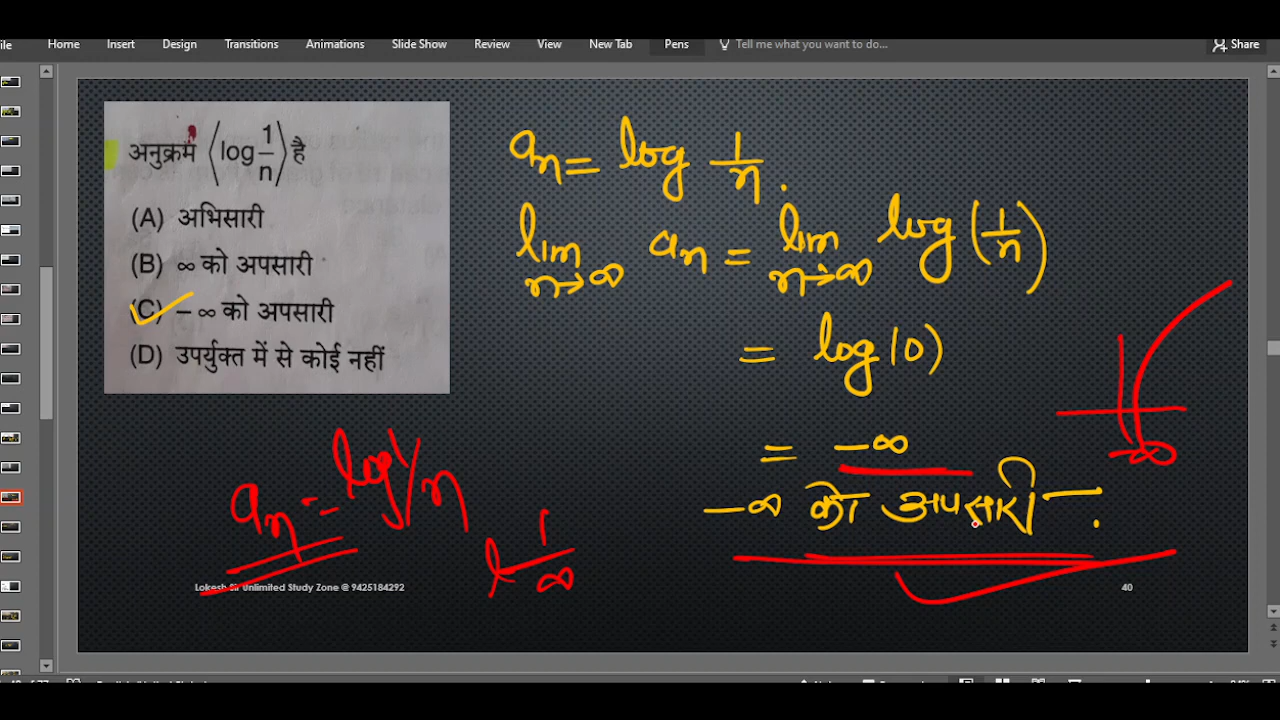 File Home Insert Design Transitions Animations Slide Show Review View New Tab Pens Tell me what you want to do... Share
अनुक्रम ⟨log 1/n⟩ है
(A) अभिसारी
(B) ∞ को अपसारी
(C) – ∞ को अपसारी
(D) उपर्युक्त में से कोई नहीं
aₙ = log 1/n.
lim n→∞ aₙ = lim n→∞ log (1/n)
= log (0)
= –∞
–∞ को अपसारी – .
–∞
aₙ = log 1/n
1/∞
Lokesh Sir Unlimited Study Zone @ 9425184292
40